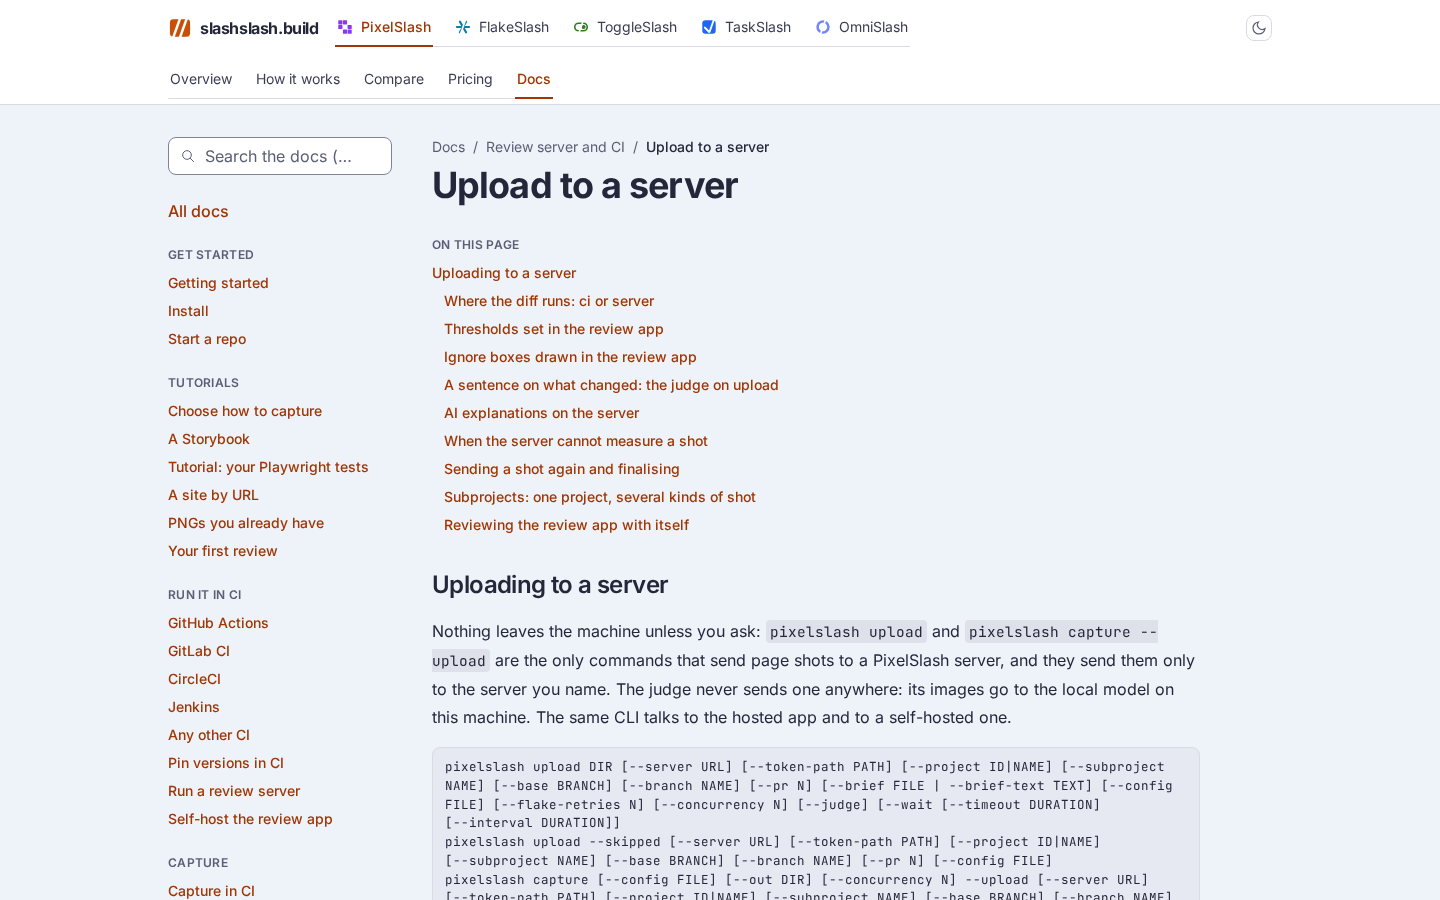 slashslash.build
PixelSlash
FlakeSlash
ToggleSlash
TaskSlash
OmniSlash
Overview
How it works
Compare
Pricing
Docs
Search the docs (...
All docs
GET STARTED
Getting started
Install
Start a repo
TUTORIALS
Choose how to capture
A Storybook
Tutorial: your Playwright tests
A site by URL
PNGs you already have
Your first review
RUN IT IN CI
GitHub Actions
GitLab CI
CircleCI
Jenkins
Any other CI
Pin versions in CI
Run a review server
Self-host the review app
CAPTURE
Capture in CI
Docs / Review server and CI / Upload to a server
Upload to a server
ON THIS PAGE
Uploading to a server
Where the diff runs: ci or server
Thresholds set in the review app
Ignore boxes drawn in the review app
A sentence on what changed: the judge on upload
AI explanations on the server
When the server cannot measure a shot
Sending a shot again and finalising
Subprojects: one project, several kinds of shot
Reviewing the review app with itself
Uploading to a server
Nothing leaves the machine unless you ask: pixelslash upload and pixelslash capture --
upload are the only commands that send page shots to a PixelSlash server, and they send them only
to the server you name. The judge never sends one anywhere: its images go to the local model on
this machine. The same CLI talks to the hosted app and to a self-hosted one.
pixelslash upload DIR [--server URL] [--token-path PATH] [--project ID|NAME] [--subproject
NAME] [--base BRANCH] [--branch NAME] [--pr N] [--brief FILE | --brief-text TEXT] [--config
FILE] [--flake-retries N] [--concurrency N] [--judge] [--wait [--timeout DURATION]
[--interval DURATION]]
pixelslash upload --skipped [--server URL] [--token-path PATH] [--project ID|NAME]
[--subproject NAME] [--base BRANCH] [--branch NAME] [--pr N] [--config FILE]
pixelslash capture [--config FILE] [--out DIR] [--concurrency N] --upload [--server URL]
[--token-path PATH] [--project ID|NAME] [--subproject NAME] [--base BRANCH] [--branch NAME]